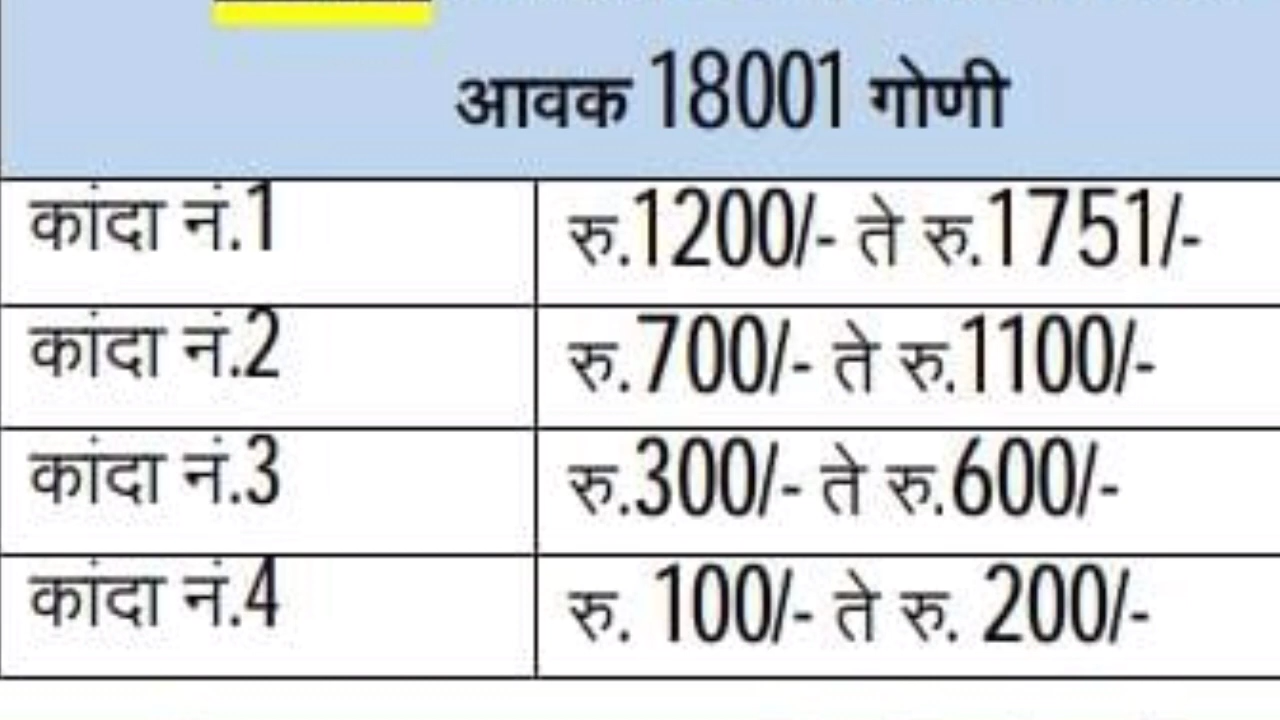 आवक 18001 गोणी
कांदा नं.1 रु.1200/- ते रु.1751/-
कांदा नं.2 रु.700/- ते रु.1100/-
कांदा नं.3 रु.300/- ते रु.600/-
कांदा नं.4 रु. 100/- ते रु. 200/-